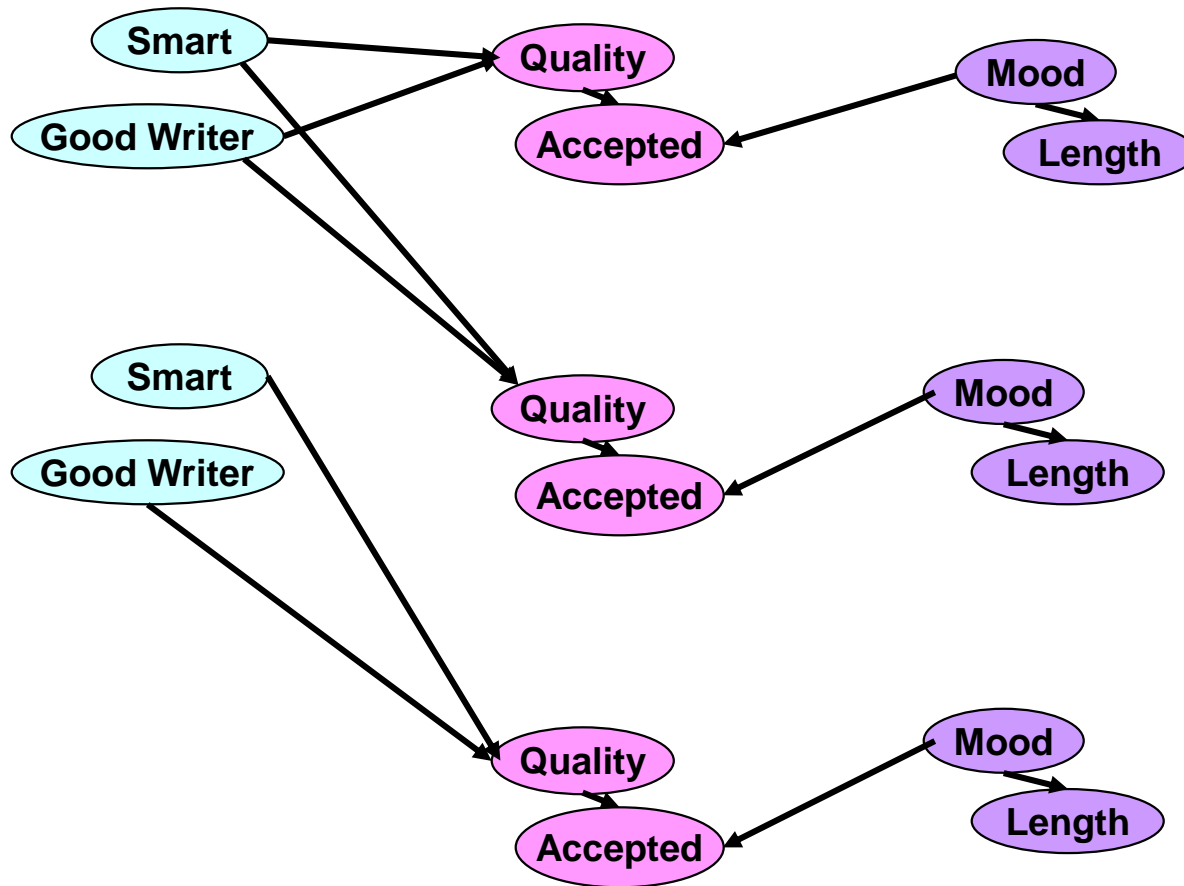 Smart
Good Writer
Quality
Accepted
Mood
Length
Smart
Good Writer
Quality
Accepted
Mood
Length
Quality
Accepted
Mood
Length